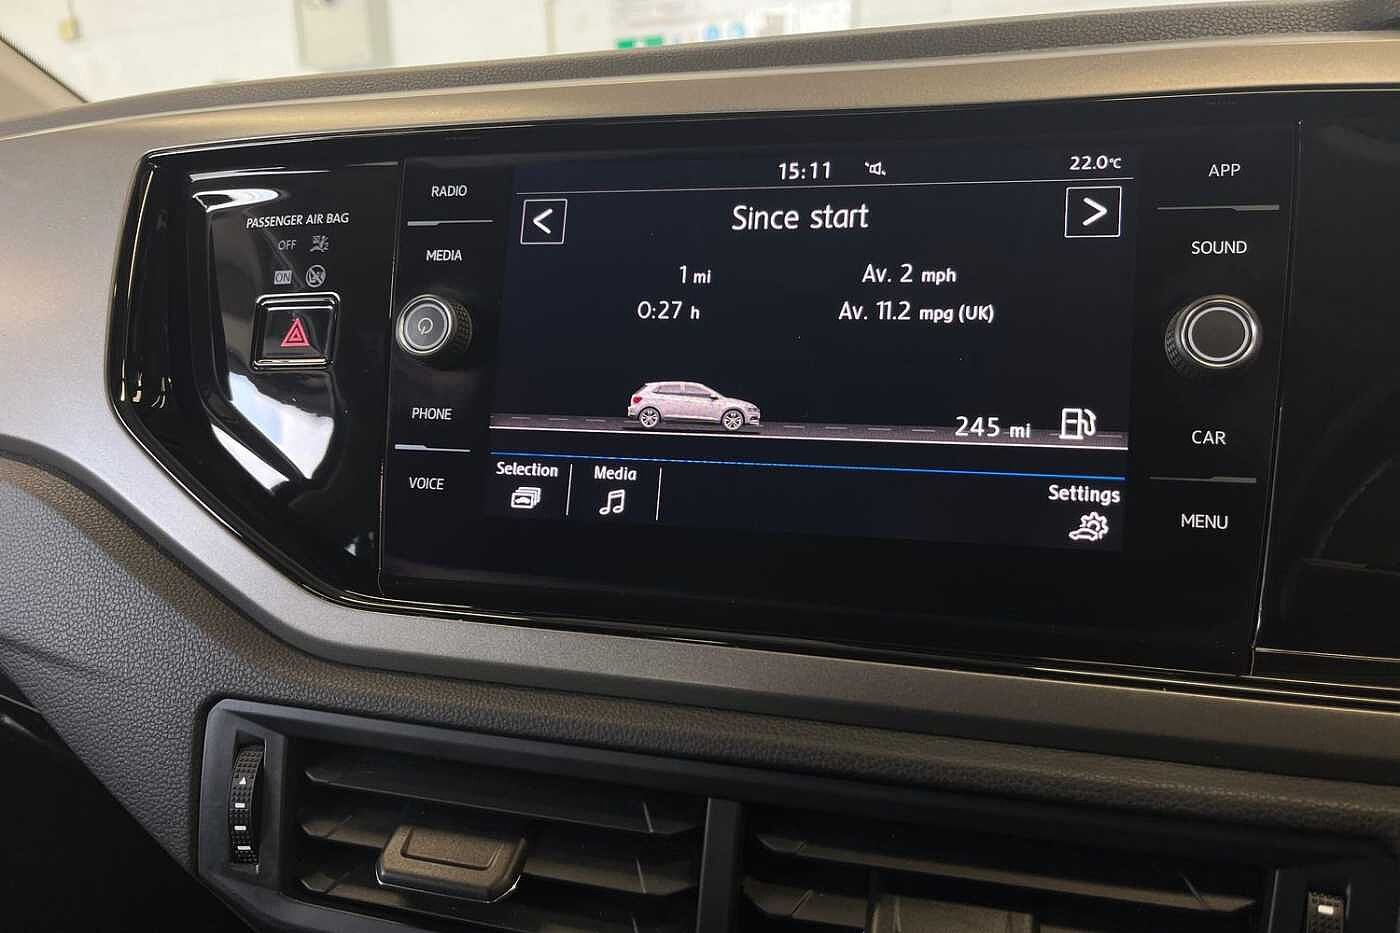 PASSENGER AIR BAG
OFF
ON
RADIO
MEDIA
PHONE
VOICE
15:11
22.0°C
<
Since start
>
1 mi
Av. 2 mph
0:27 h
Av. 11.2 mpg (UK)
245 mi
Selection
Media
Settings
APP
SOUND
CAR
MENU